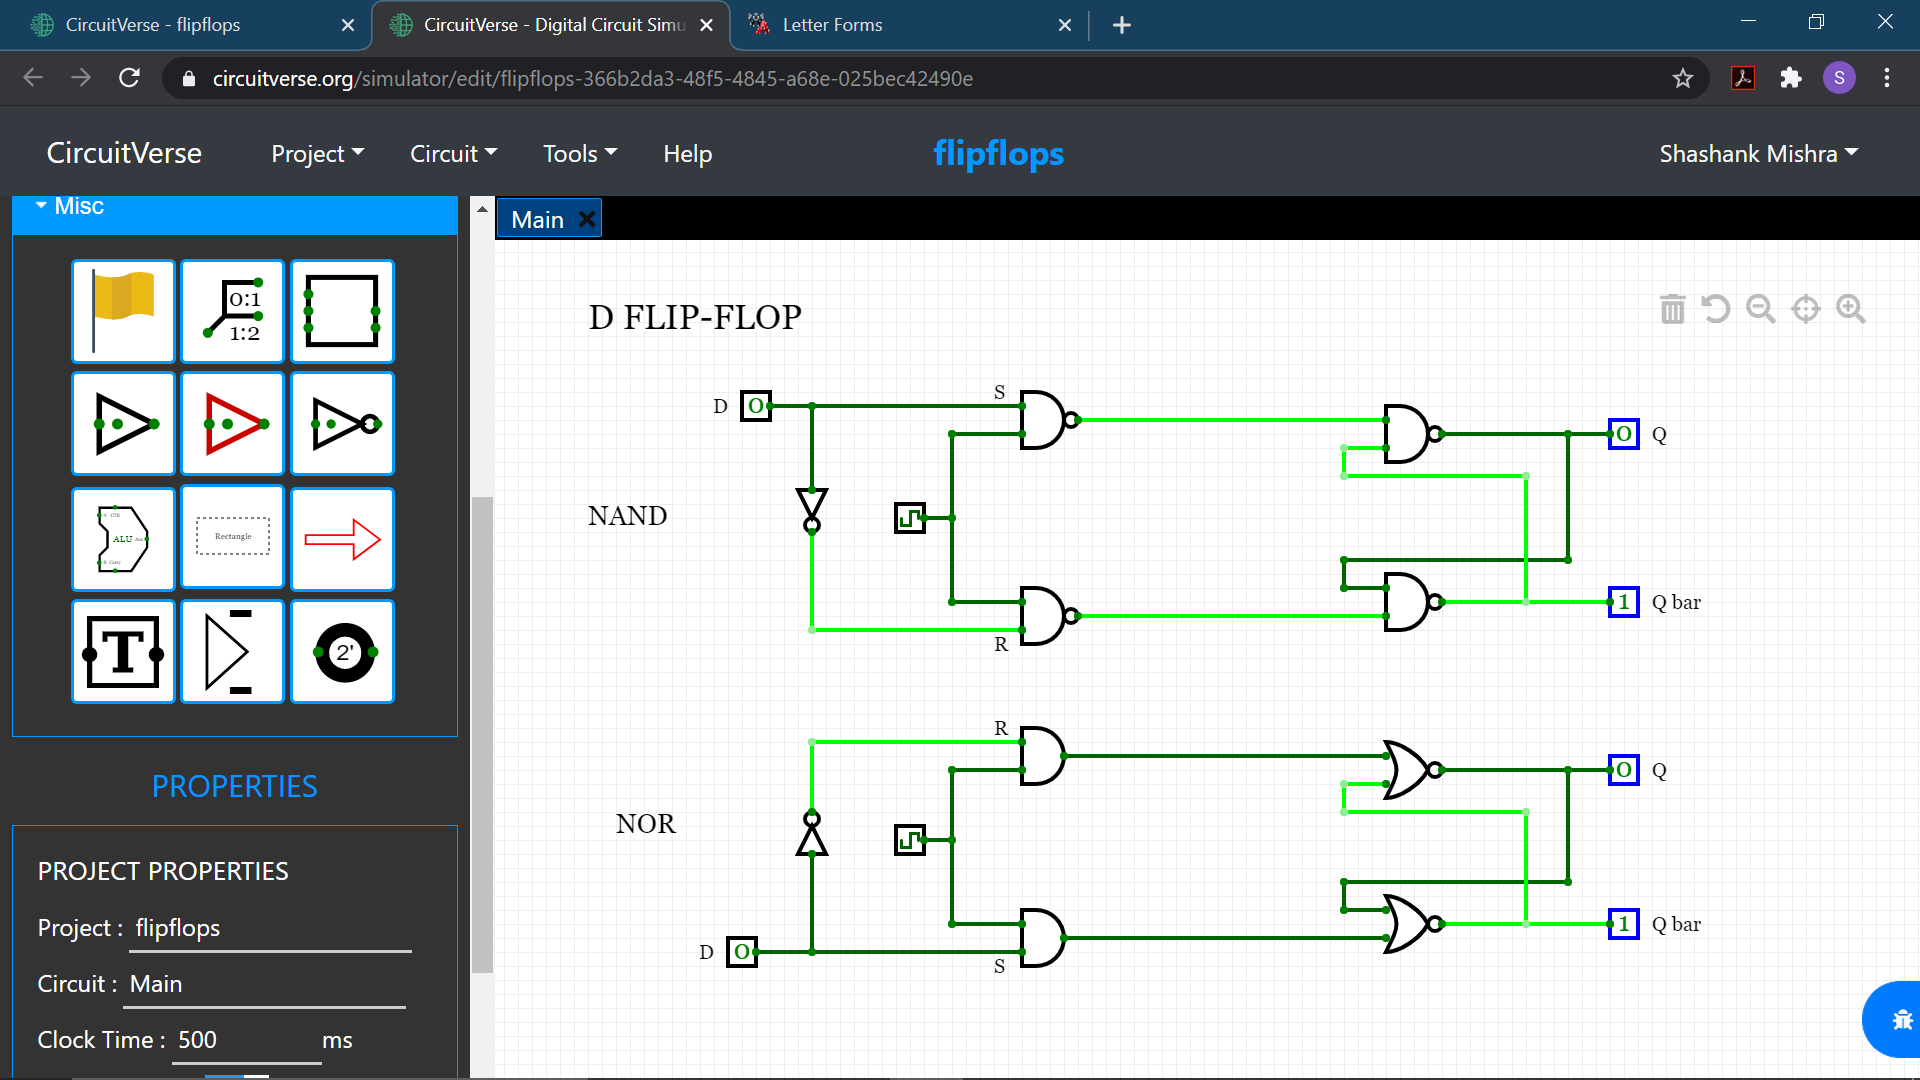 CircuitVerse - flipflops
CircuitVerse - Digital Circuit Simu
Letter Forms
circuitverse.org/simulator/edit/flipflops-366b2da3-48f5-4845-a68e-025bec42490e
S
CircuitVerse
Project
Circuit
Tools
Help
flipflops
Shashank Mishra
Misc
Main
0:1
1:2
ALU
Rectangle
T
2'
PROPERTIES
PROJECT PROPERTIES
Project : flipflops
Circuit : Main
Clock Time : 500 ms
D FLIP-FLOP
D 0
S
0 Q
NAND
1 Q bar
R
R
0 Q
NOR
1 Q bar
D 0
S